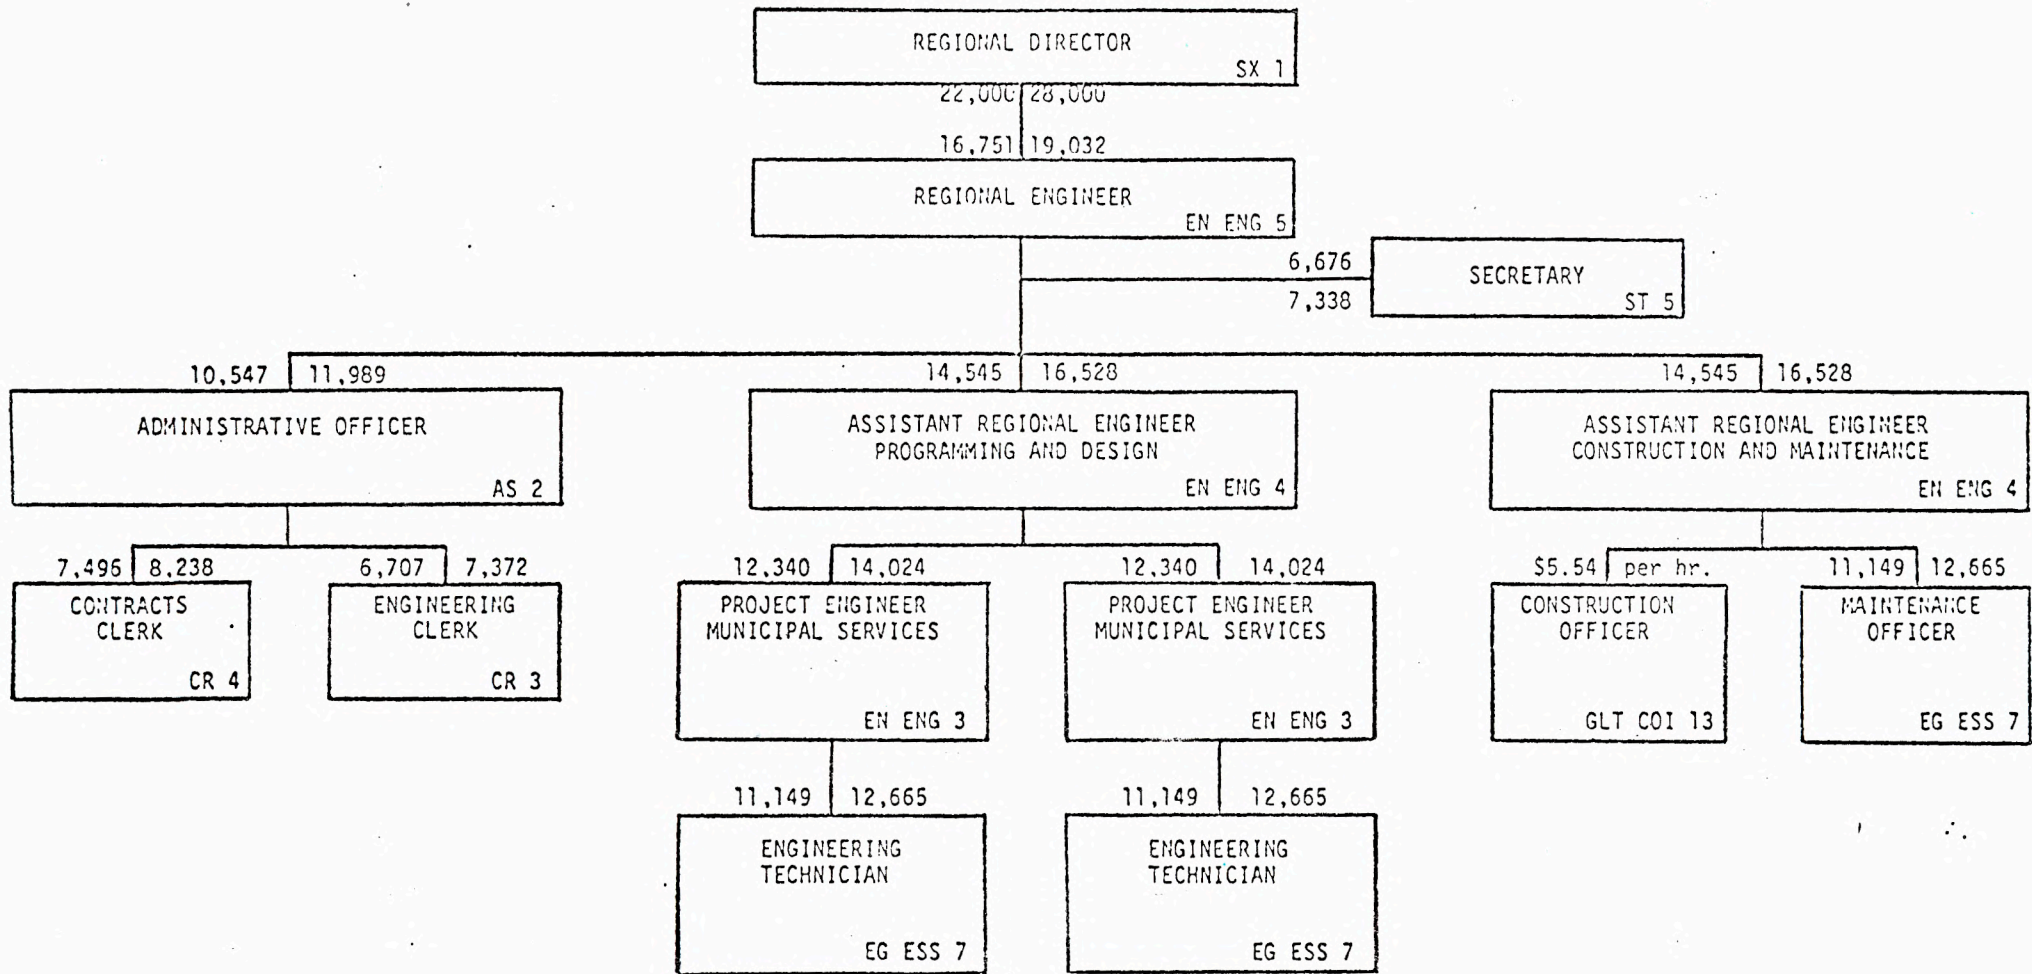 REGIONAL DIRECTOR
SX 1
22,000 28,000
16,751 19,032
REGIONAL ENGINEER
EN ENG 5
6,676
7,338
SECRETARY
ST 5
10,547 11,989
ADMINISTRATIVE OFFICER
AS 2
14,545 16,528
ASSISTANT REGIONAL ENGINEER
PROGRAMMING AND DESIGN
EN ENG 4
14,545 16,528
ASSISTANT REGIONAL ENGINEER
CONSTRUCTION AND MAINTENANCE
EN ENG 4
7,496 8,238
CONTRACTS
CLERK
CR 4
6,707 7,372
ENGINEERING
CLERK
CR 3
12,340 14,024
PROJECT ENGINEER
MUNICIPAL SERVICES
EN ENG 3
12,340 14,024
PROJECT ENGINEER
MUNICIPAL SERVICES
EN ENG 3
$5.54 per hr.
CONSTRUCTION
OFFICER
GLT COI 13
11,149 12,665
MAINTENANCE
OFFICER
EG ESS 7
11,149 12,665
ENGINEERING
TECHNICIAN
EG ESS 7
11,149 12,665
ENGINEERING
TECHNICIAN
EG ESS 7